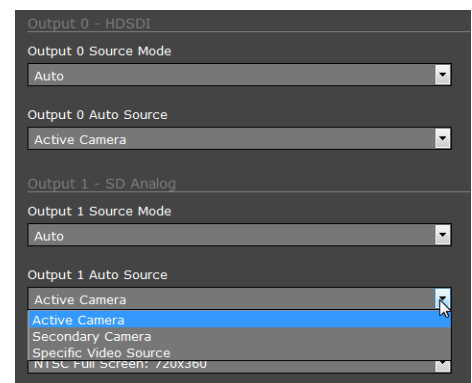 Output 0 - HDSDI
Output 0 Source Mode
Auto
Output 0 Auto Source
Active Camera
Output 1 - SD Analog
Output 1 Source Mode
Auto
Output 1 Auto Source
Active Camera
Active Camera
Secondary Camera
Specific Video Source
NTSC Full Screen: 720x360